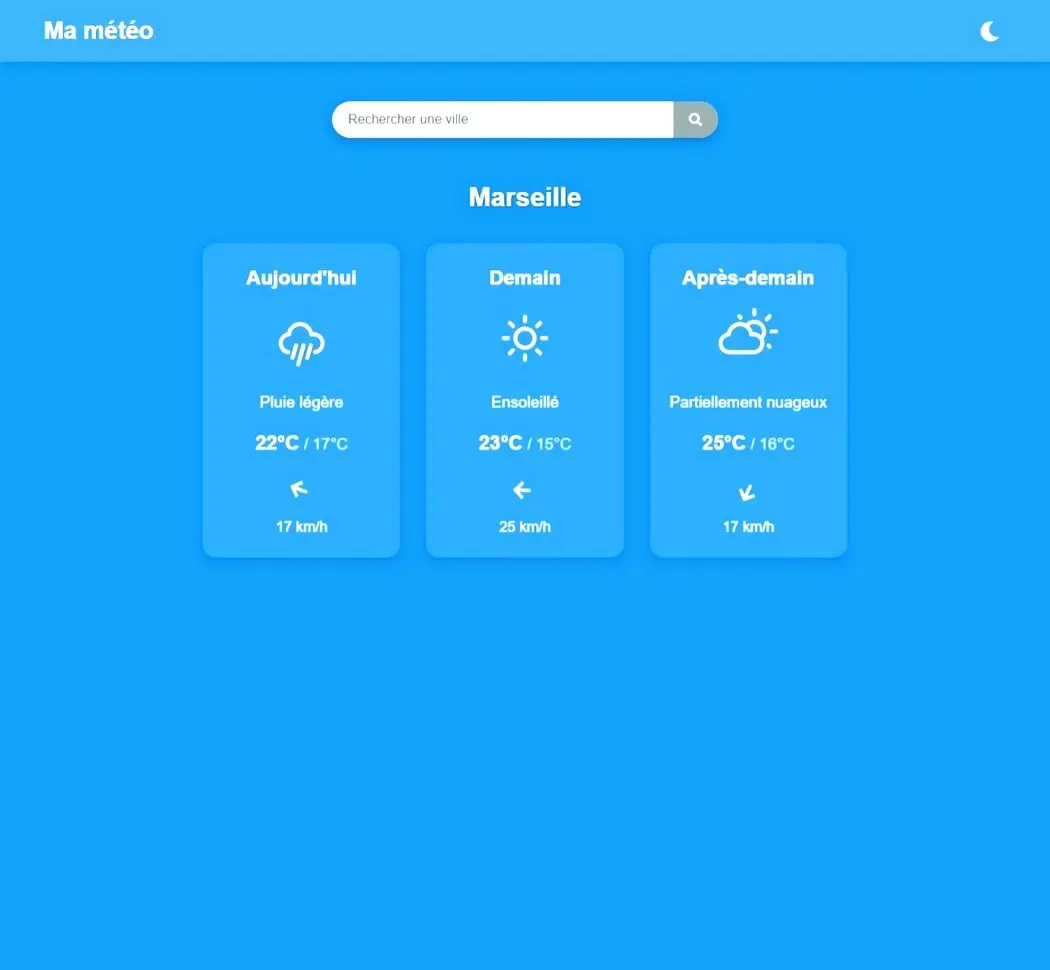 Ma météo
Rechercher une ville
Marseille
Aujourd'hui
Pluie légère
22°C / 17°C
17 km/h
Demain
Ensoleillé
23°C / 15°C
25 km/h
Après-demain
Partiellement nuageux
25°C / 16°C
17 km/h